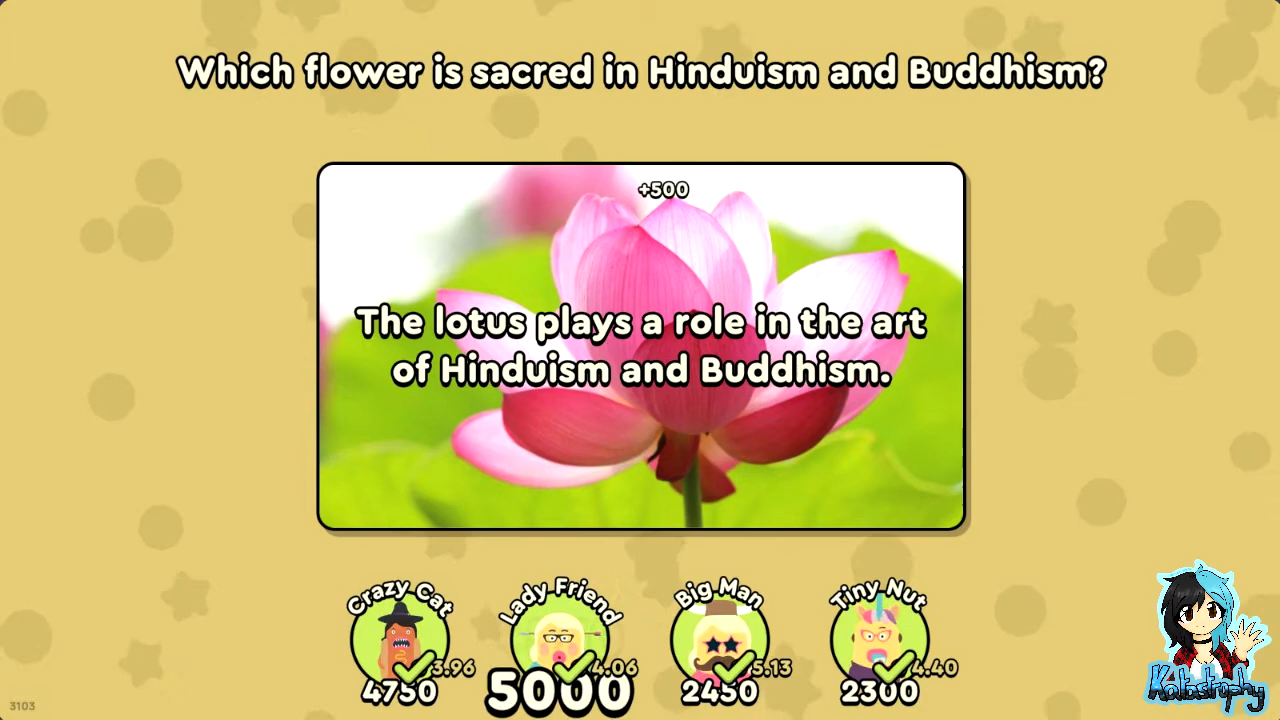 Which flower is sacred in Hinduism and Buddhism?
+500
The lotus plays a role in the art
of Hinduism and Buddhism.
Crazy Cat
Lady Friend
Big Man
Tiny Nut
3.96
4.06
5.13
4.40
4750
5000
2450
2300
3103
Katastrophy